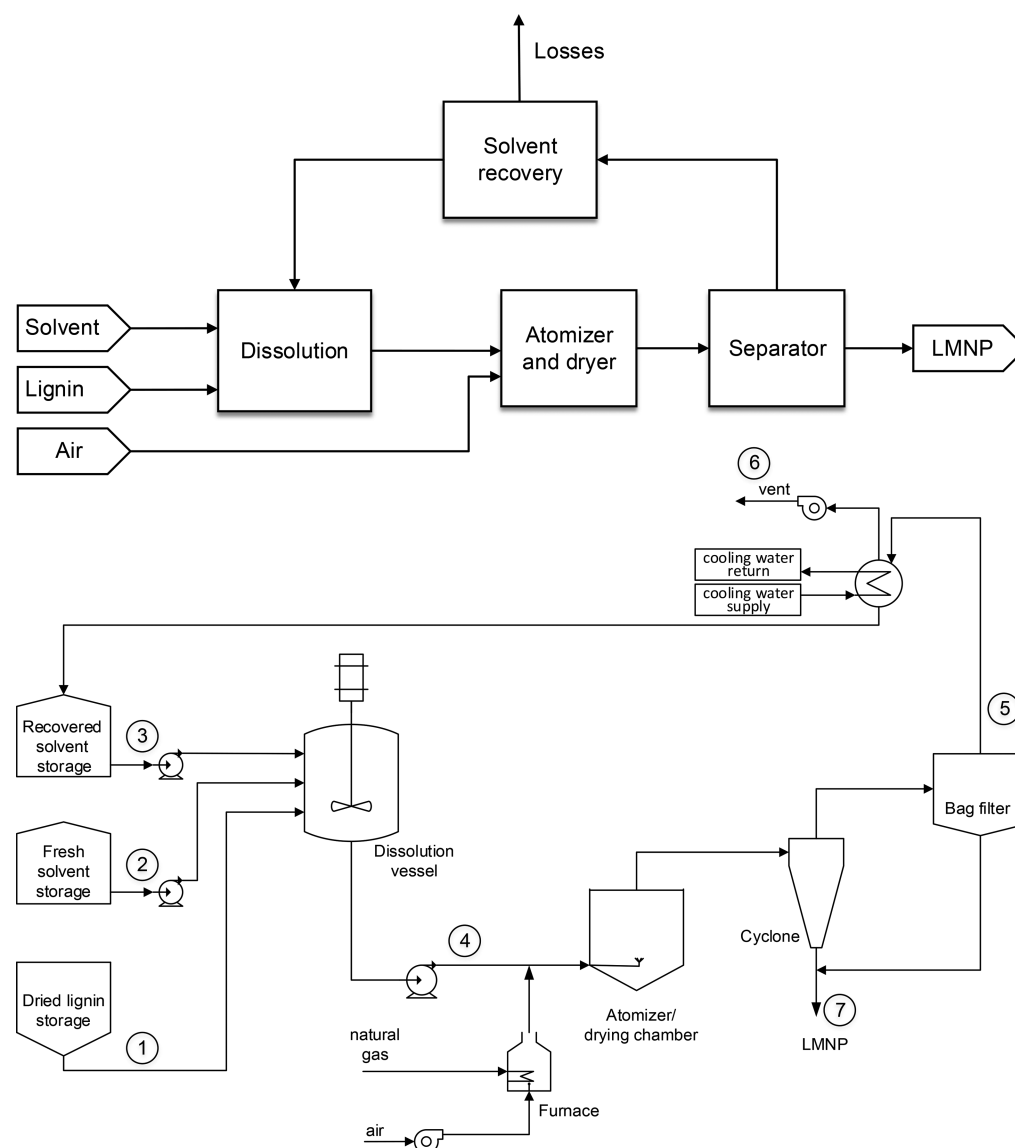 Losses
Solvent
recovery
Solvent
Lignin
Air
Dissolution
Atomizer
and dryer
Separator
LMNP
6
vent
cooling water
return
cooling water
supply
5
Recovered
solvent
storage
3
Fresh
solvent
storage
2
Dried lignin
storage
1
Dissolution
vessel
4
natural
gas
air
Furnace
Atomizer/
drying chamber
Cyclone
Bag filter
7
LMNP